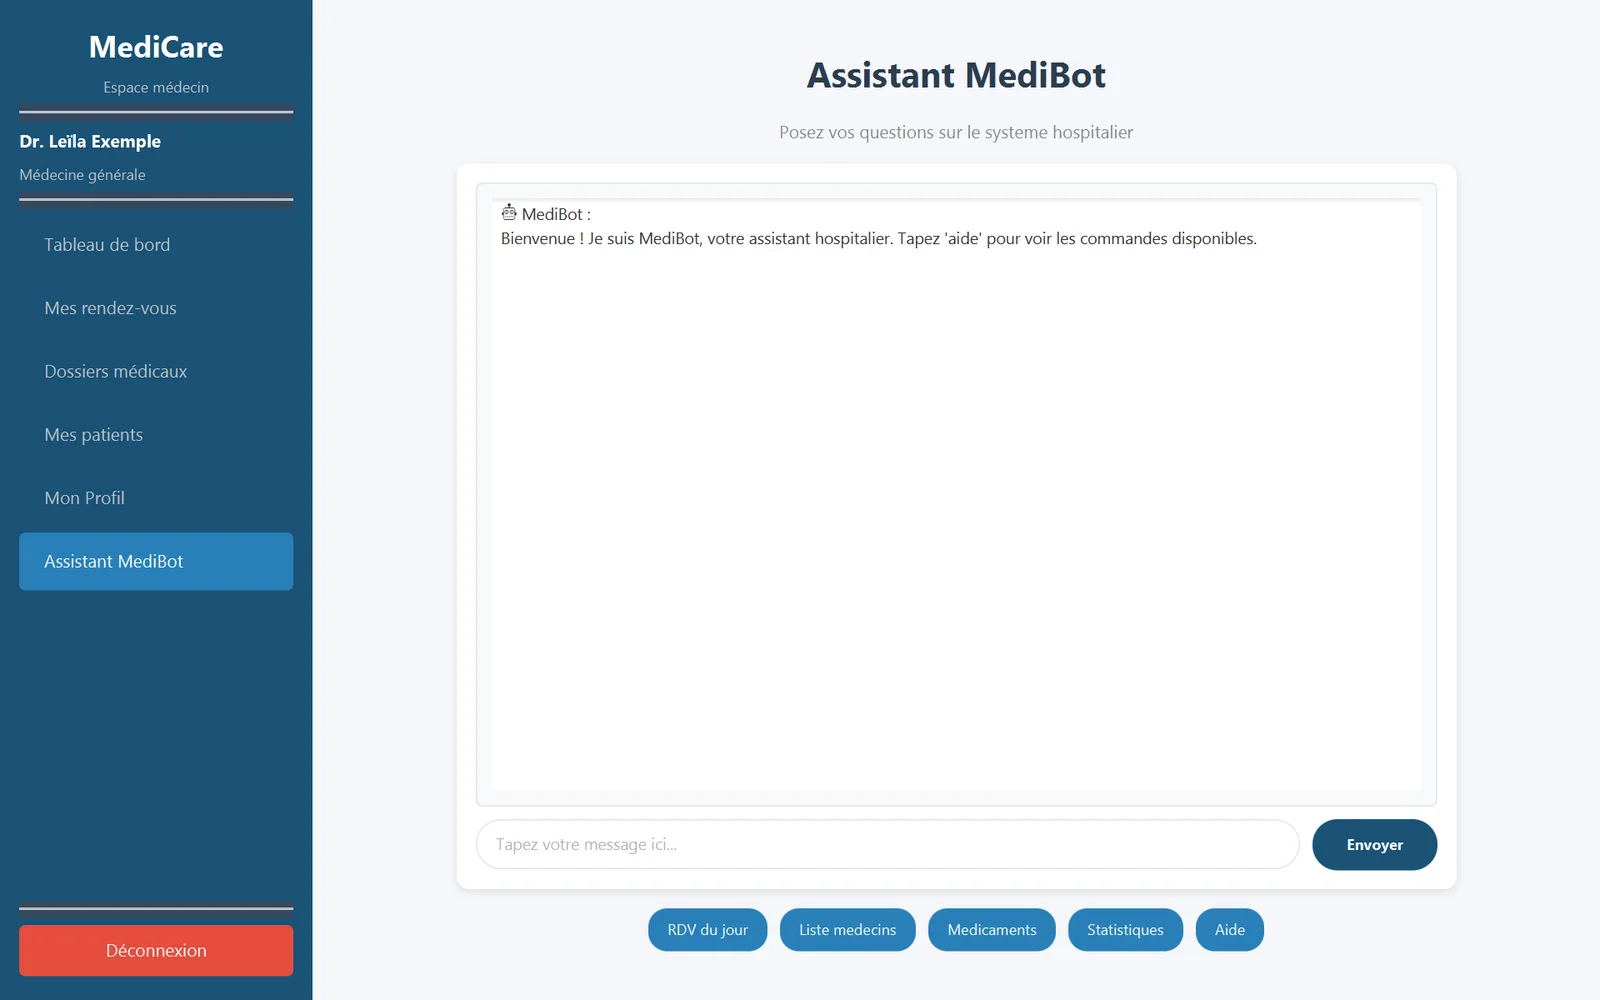 MediCare
Espace médecin
Dr. Leïla Exemple
Médecine générale
Tableau de bord
Mes rendez-vous
Dossiers médicaux
Mes patients
Mon Profil
Assistant MediBot
Déconnexion
Assistant MediBot
Posez vos questions sur le systeme hospitalier
🤖 MediBot :
Bienvenue ! Je suis MediBot, votre assistant hospitalier. Tapez 'aide' pour voir les commandes disponibles.
Tapez votre message ici...
Envoyer
RDV du jour
Liste medecins
Medicaments
Statistiques
Aide